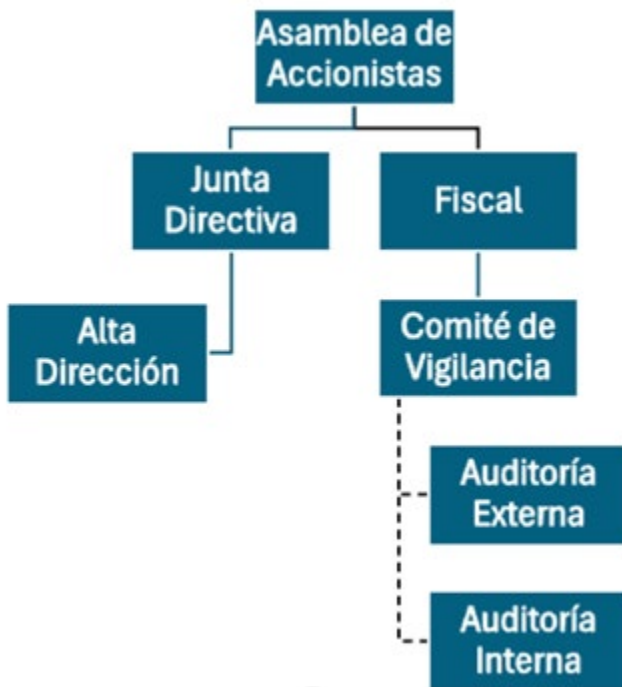 Asamblea de
Accionistas
Junta
Directiva
Fiscal
Alta
Dirección
Comité de
Vigilancia
Auditoría
Externa
Auditoría
Interna